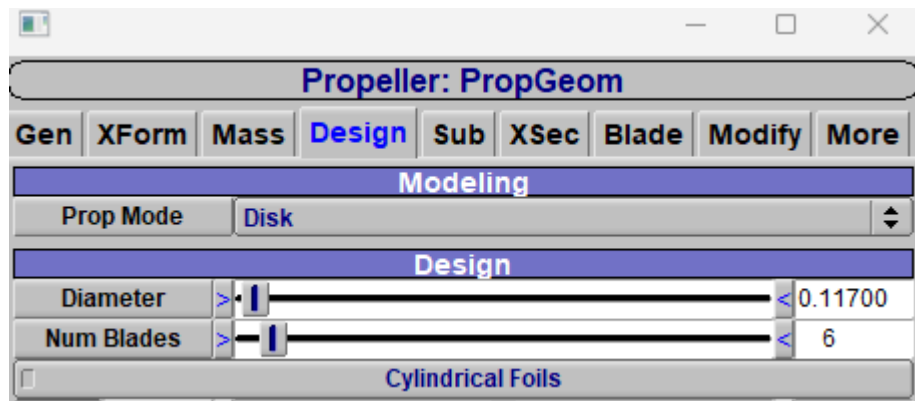 Propeller: PropGeom
Gen XForm Mass Design Sub XSec Blade Modify More
Modeling
Prop Mode Disk
Design
Diameter > < 0.11700
Num Blades > < 6
Cylindrical Foils